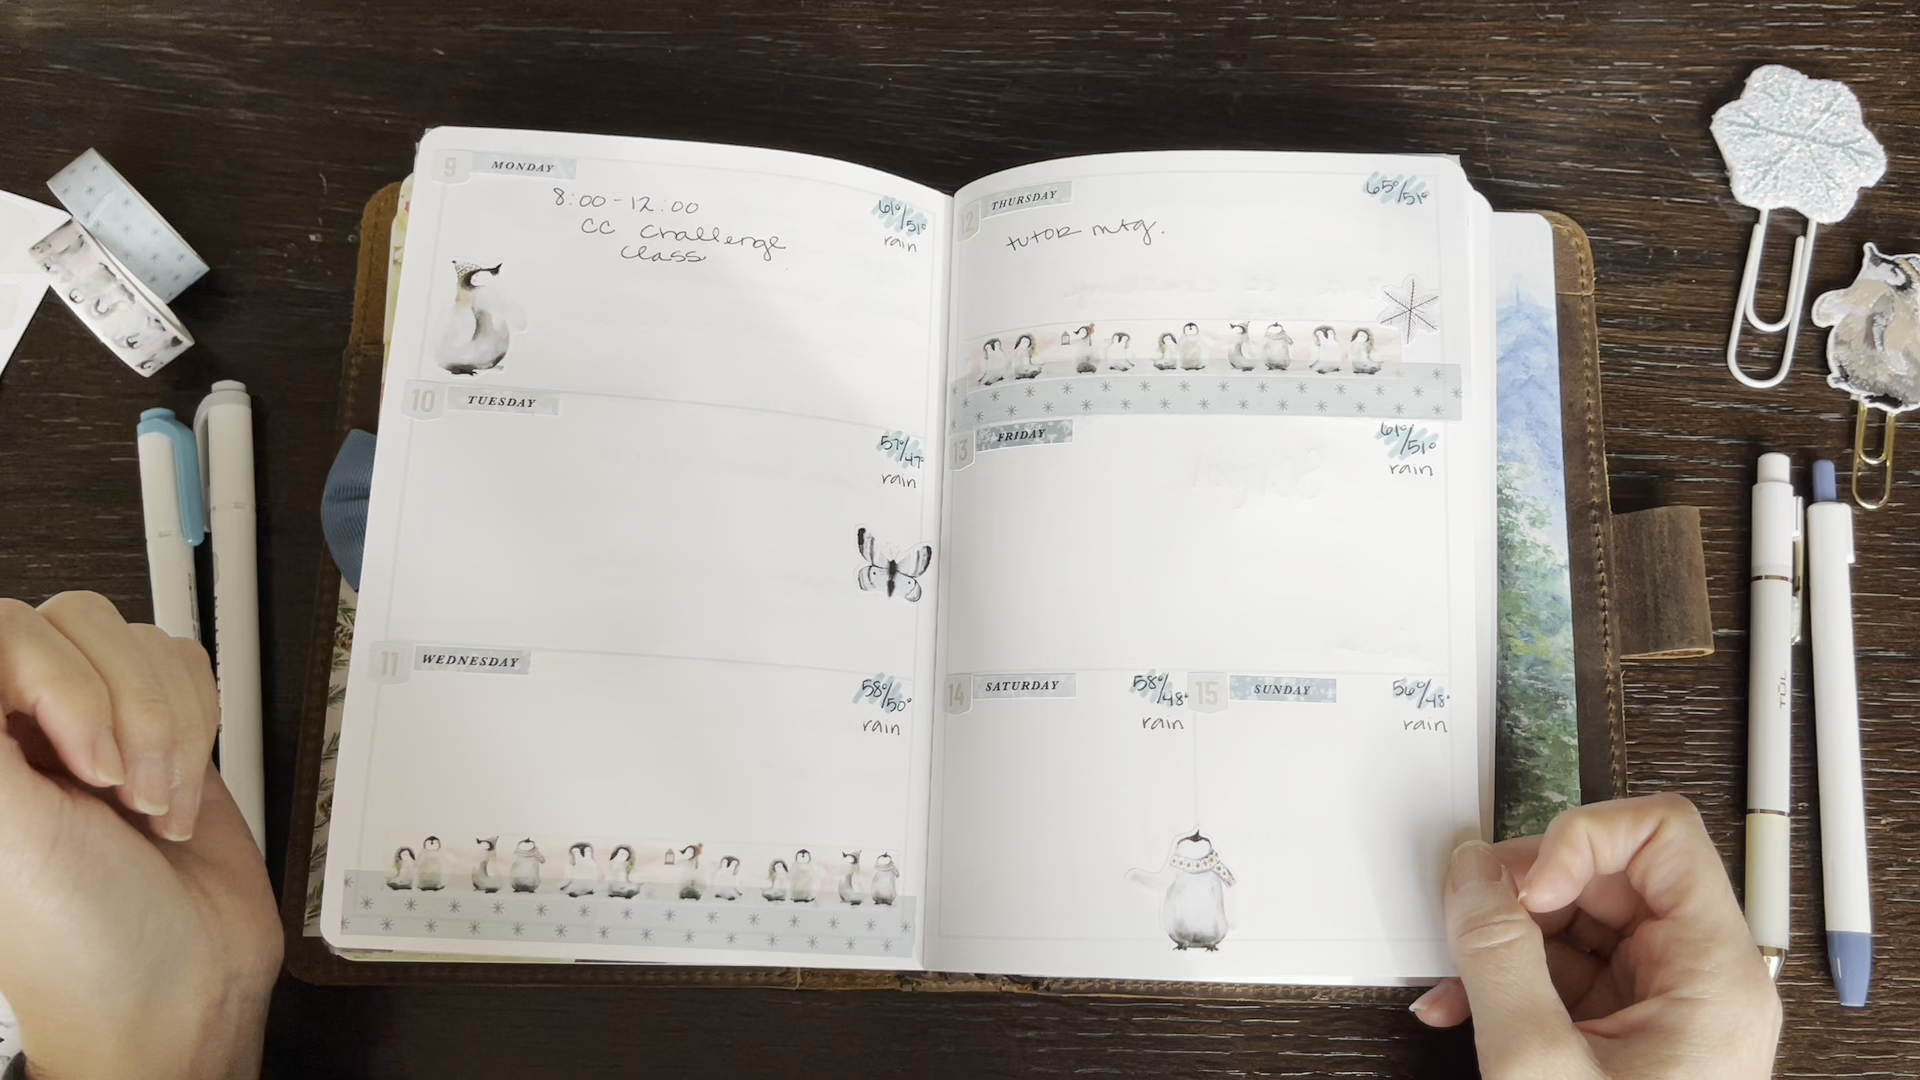 9 MONDAY
8:00-12:00
CC Challenge
class
61°/51°
rain
10 TUESDAY
57°/47°
rain
11 WEDNESDAY
58°/50°
rain
12 THURSDAY
65°/51°
tutor mtg.
13 FRIDAY
61°/51°
rain
14 SATURDAY
58°/48°
rain
15 SUNDAY
56°/48°
rain
TUL